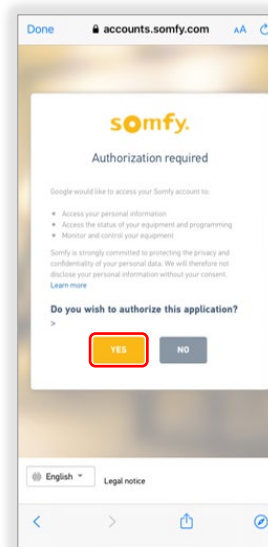 Done accounts.somfy.com AA
somfy.
Authorization required
Google would like to access your Somfy account to:
Access your personal information
Access the status of your equipment and programming
Monitor and control your equipment
Somfy is strongly committed to protecting the privacy and
confidentiality of your personal data. We will therefore not
disclose your personal information without your consent.
Learn more
Do you wish to authorize this application?
>
YES NO
English Legal notice